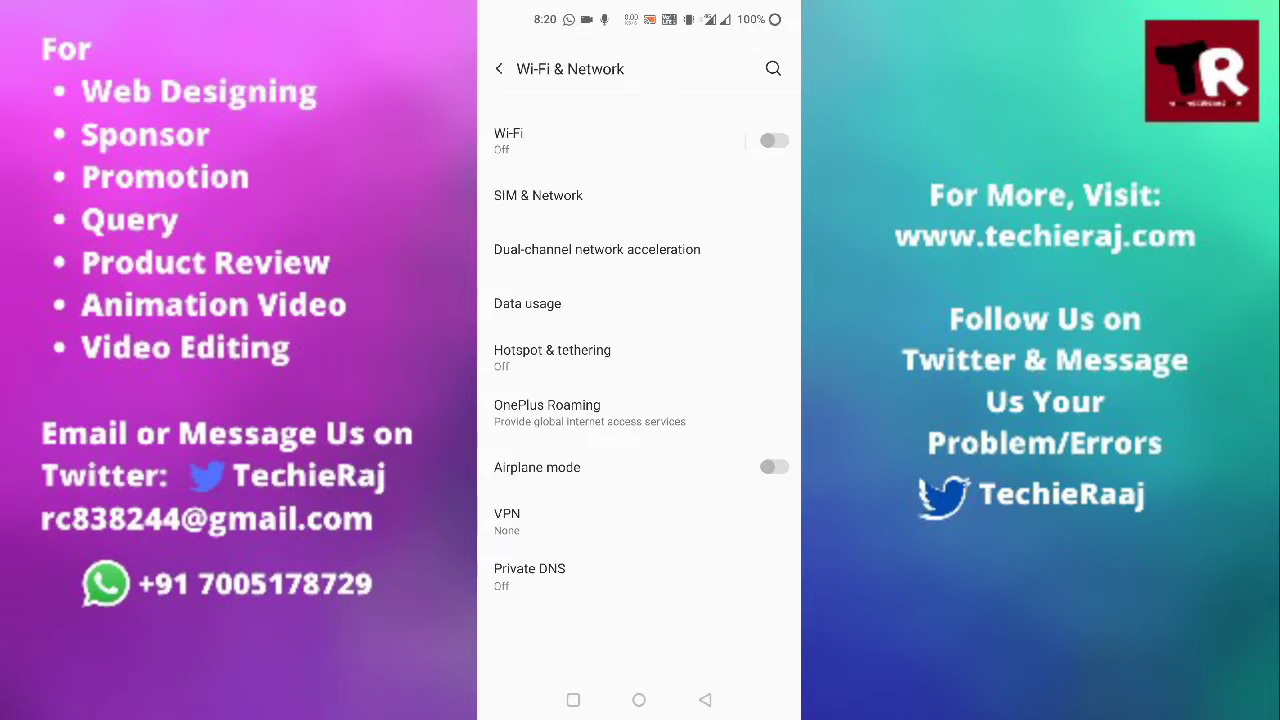 For
• Web Designing
• Sponsor
• Promotion
• Query
• Product Review
• Animation Video
• Video Editing
Email or Message Us on
Twitter: TechieRaj
rc838244@gmail.com
+91 7005178729
8:20
0.00
100%
Wi-Fi & Network
Wi-Fi
Off
SIM & Network
Dual-channel network acceleration
Data usage
Hotspot & tethering
Off
OnePlus Roaming
Provide global internet access services
Airplane mode
VPN
None
Private DNS
Off
TR
For More, Visit:
www.techieraj.com
Follow Us on
Twitter & Message
Us Your
Problem/Errors
TechieRaaj